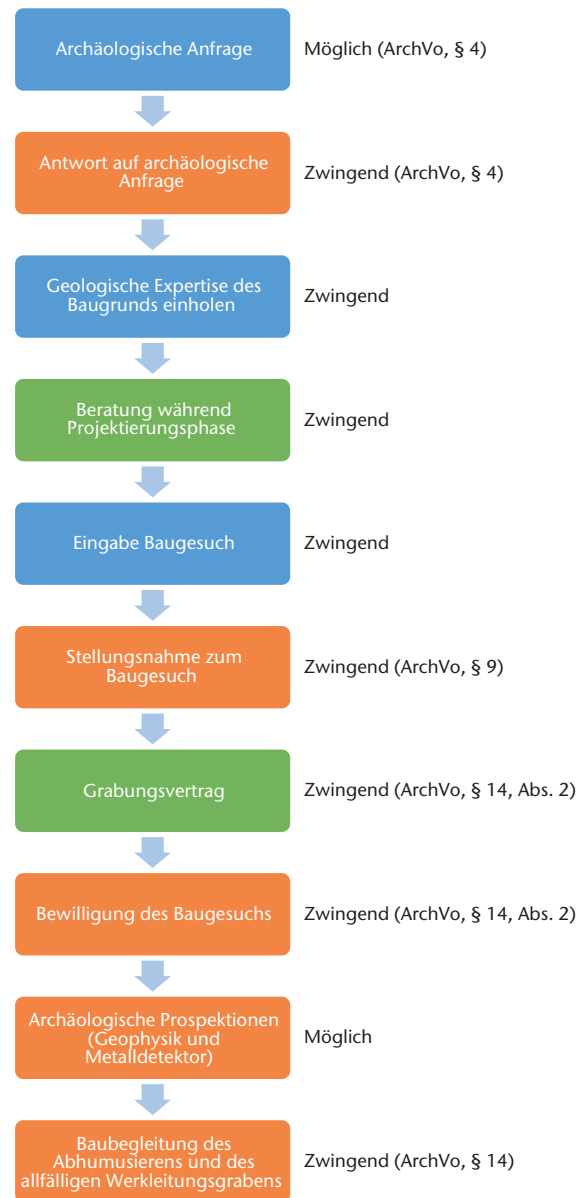 Archäologische Anfrage
Möglich (ArchVo, § 4)
Antwort auf archäologische
Anfrage
Zwingend (ArchVo, § 4)
Geologische Expertise des
Baugrunds einholen
Zwingend
Beratung während
Projektierungsphase
Zwingend
Eingabe Baugesuch
Zwingend
Stellungsnahme zum
Baugesuch
Zwingend (ArchVo, § 9)
Grabungsvertrag
Zwingend (ArchVo, § 14, Abs. 2)
Bewilligung des Baugesuchs
Zwingend (ArchVo, § 14, Abs. 2)
Archäologische Prospektionen
(Geophysik und
Metalldetektor)
Möglich
Baubegleitung des
Abhumusierens und des
allfälligen Werkleitungsgrabens
Zwingend (ArchVo, § 14)